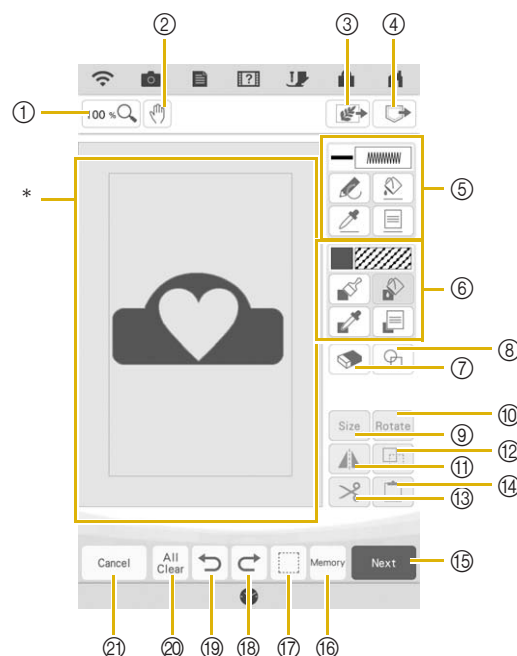 ② ③ ④
① 100 % 
*
⑤
⑥
⑧
⑦
⑩
Size Rotate
⑨
⑫
⑪
⑭
⑬
Cancel All Clear Memory Next ⑮
㉑ ⑳ ⑲ ⑱ ⑰ ⑯